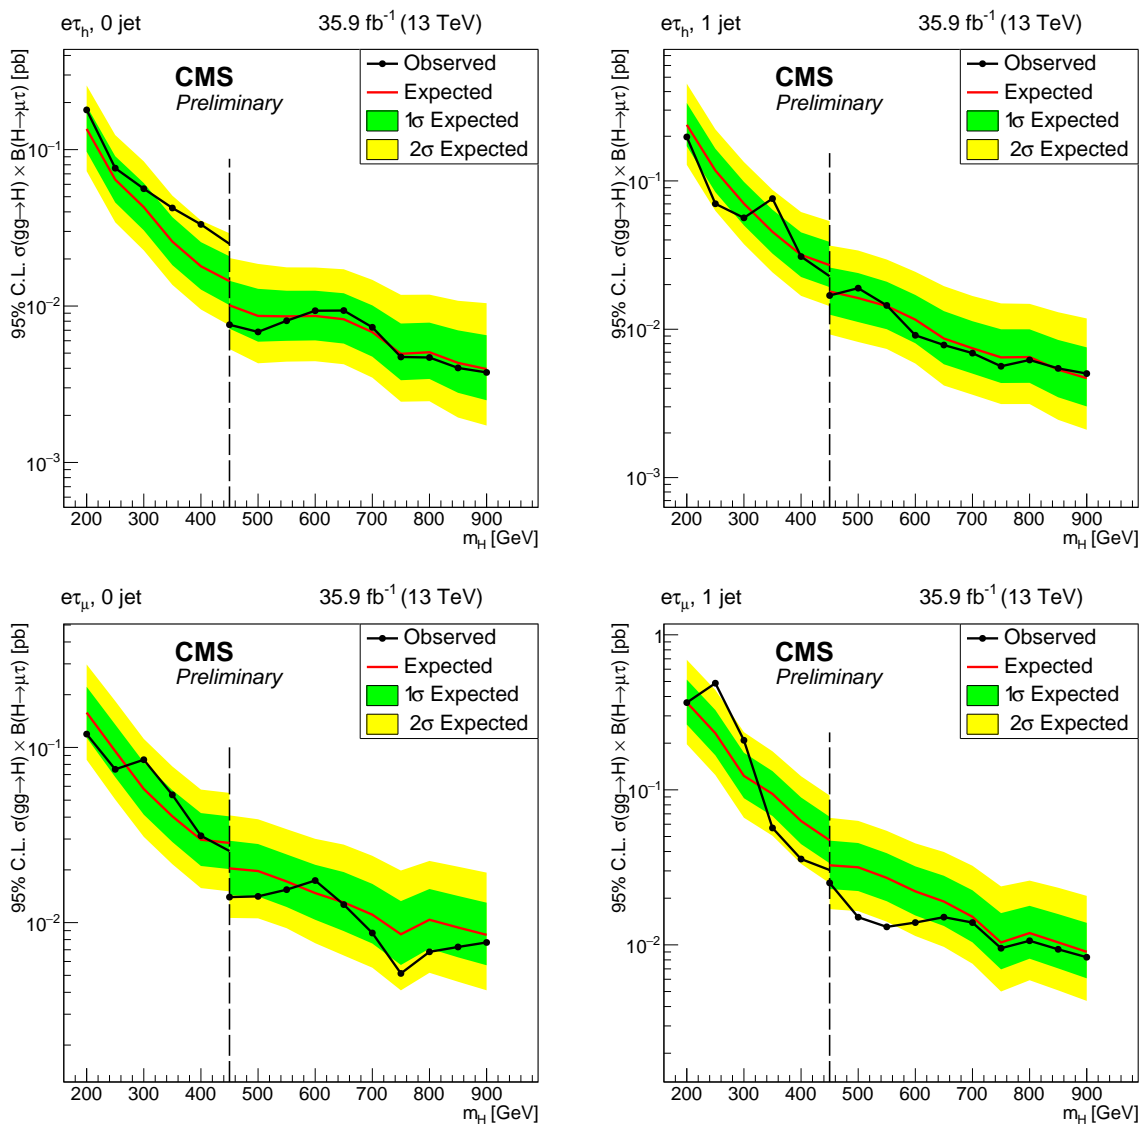 eτh, 0 jet 35.9 fb-1 (13 TeV)
95% C.L. σ(gg→H) × B(H→μτ) [pb]
CMS
Preliminary
Observed
Expected
1σ Expected
2σ Expected
10−1
10−2
10−3
200 300 400 500 600 700 800 900
mH [GeV]
eτh, 1 jet 35.9 fb-1 (13 TeV)
95% C.L. σ(gg→H) × B(H→μτ) [pb]
CMS
Preliminary
Observed
Expected
1σ Expected
2σ Expected
10−1
10−2
10−3
200 300 400 500 600 700 800 900
mH [GeV]
eτμ, 0 jet 35.9 fb-1 (13 TeV)
95% C.L. σ(gg→H) × B(H→μτ) [pb]
CMS
Preliminary
Observed
Expected
1σ Expected
2σ Expected
10−1
10−2
200 300 400 500 600 700 800 900
mH [GeV]
eτμ, 1 jet 35.9 fb-1 (13 TeV)
95% C.L. σ(gg→H) × B(H→μτ) [pb]
CMS
Preliminary
Observed
Expected
1σ Expected
2σ Expected
1
10−1
10−2
200 300 400 500 600 700 800 900
mH [GeV]